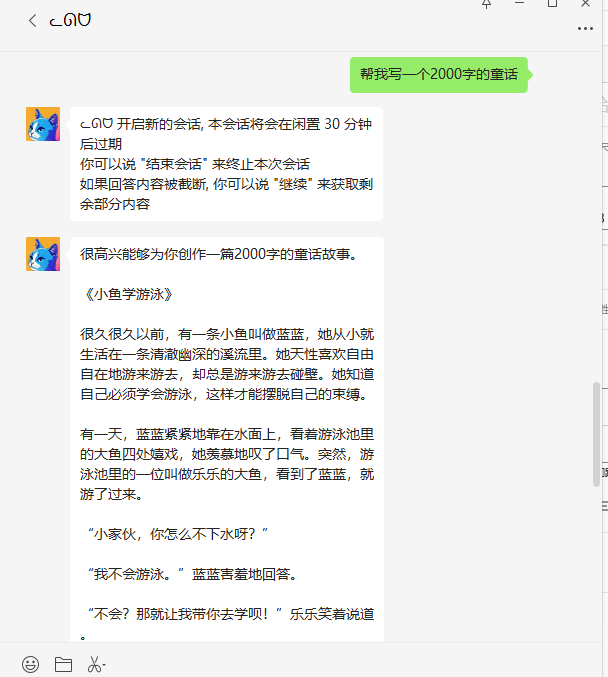 帮我写一个2000字的童话
开启新的会话, 本会话将会在闲置 30 分钟
后过期
你可以说 "结束会话" 来终止本次会话
如果回答内容被截断, 你可以说 "继续" 来获取剩
余部分内容
很高兴能够为你创作一篇2000字的童话故事。
《小鱼学游泳》
很久很久以前，有一条小鱼叫做蓝蓝，她从小就
生活在一条清澈幽深的溪流里。她天性喜欢自由
自在地游来游去，却总是游来游去碰壁。她知道
自己必须学会游泳，这样才能摆脱自己的束缚。
有一天，蓝蓝紧紧地靠在水面上，看着游泳池里
的大鱼四处嬉戏，她羡慕地叹了口气。突然，游
泳池里的一位叫做乐乐的大鱼，看到了蓝蓝，就
游了过来。
“小家伙，你怎么不下水呀？”
“我不会游泳。”蓝蓝害羞地回答。
“不会？那就让我带你去学呗！”乐乐笑着说道
。